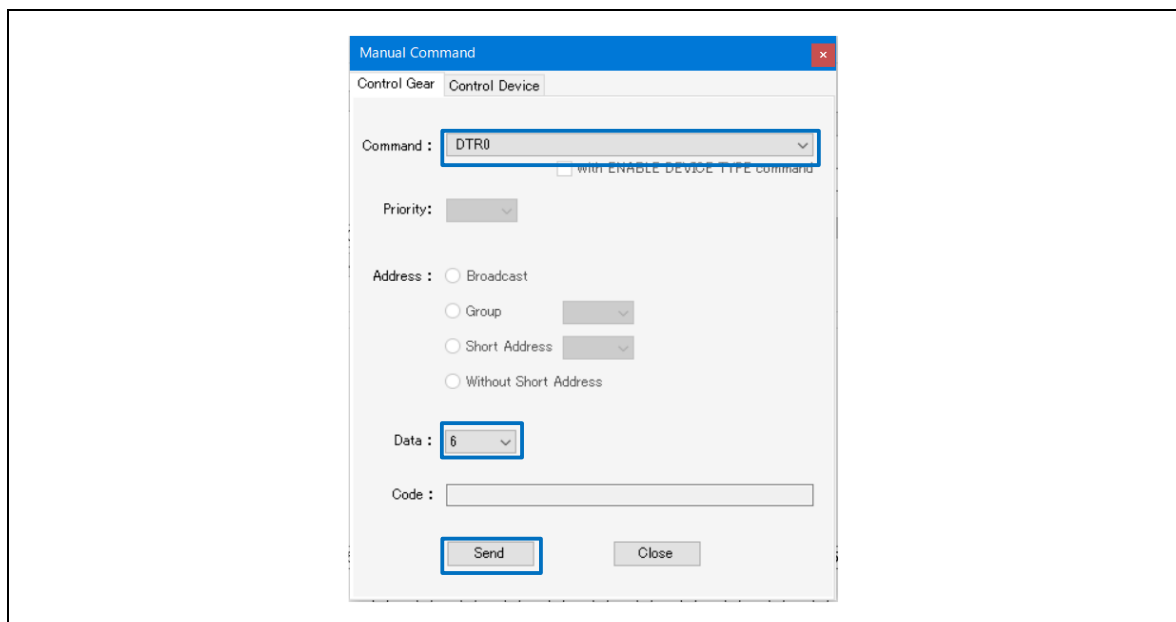 Manual Command
Control Gear Control Device
Command : DTR0
with ENABLE DEVICE TYPE command
Priority:
Address : Broadcast
Group
Short Address
Without Short Address
Data : 6
Code :
Send Close